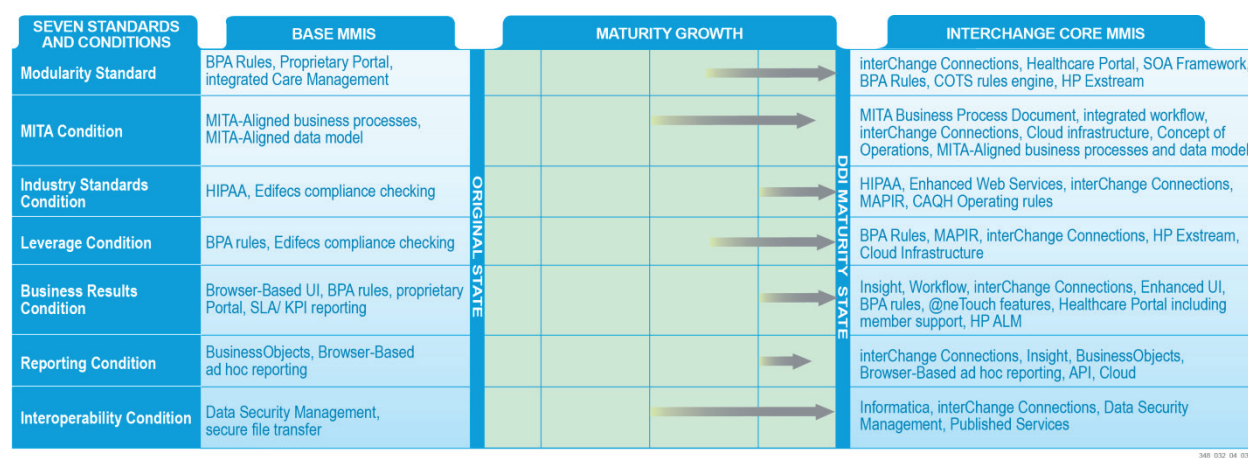 SEVEN STANDARDS
AND CONDITIONS
BASE MMIS
MATURITY GROWTH
INTERCHANGE CORE MMIS
Modularity Standard
BPA Rules, Proprietary Portal,
integrated Care Management
interChange Connections, Healthcare Portal, SOA Framework,
BPA Rules, COTS rules engine, HP Exstream
MITA Condition
MITA-Aligned business processes,
MITA-Aligned data model
MITA Business Process Document, integrated workflow,
interChange Connections, Cloud infrastructure, Concept of
Operations, MITA-Aligned business processes and data model
ORIGINAL STATE
DDI MATURITY STATE
Industry Standards
Condition
HIPAA, Edifecs compliance checking
HIPAA, Enhanced Web Services, interChange Connections,
MAPIR, CAQH Operating rules
Leverage Condition
BPA rules, Edifecs compliance checking
BPA Rules, MAPIR, interChange Connections, HP Exstream,
Cloud Infrastructure
Business Results
Condition
Browser-Based UI, BPA rules, proprietary
Portal, SLA/ KPI reporting
Insight, Workflow, interChange Connections, Enhanced UI,
BPA rules, @neTouch features, Healthcare Portal including
member support, HP ALM
Reporting Condition
BusinessObjects, Browser-Based
ad hoc reporting
interChange Connections, Insight, BusinessObjects,
Browser-Based ad hoc reporting, API, Cloud
Interoperability Condition
Data Security Management,
secure file transfer
Informatica, interChange Connections, Data Security
Management, Published Services
348_032_04_03